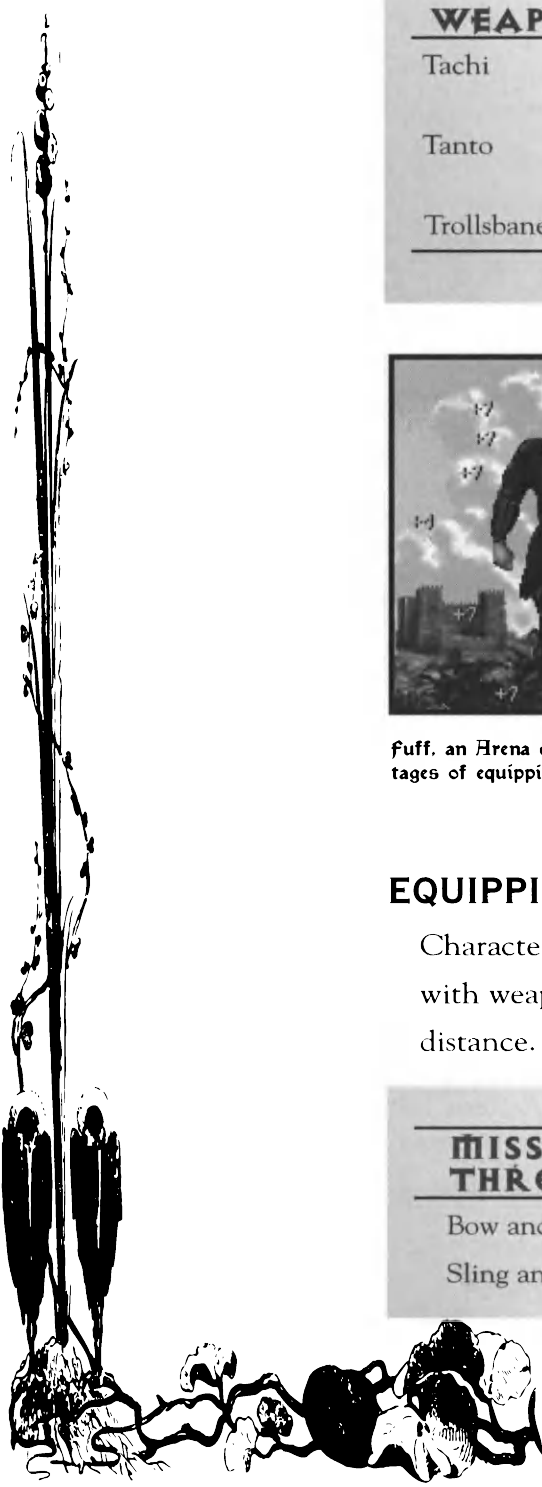 WEAP
Tachi
Tanto
Trollsbane
+7
+7
+7
+4
+7
+7
Fuff, an Arena
tages of equippi
EQUIPPI
Characte
with weap
distance.
MISS
THRO
Bow and
Sling an